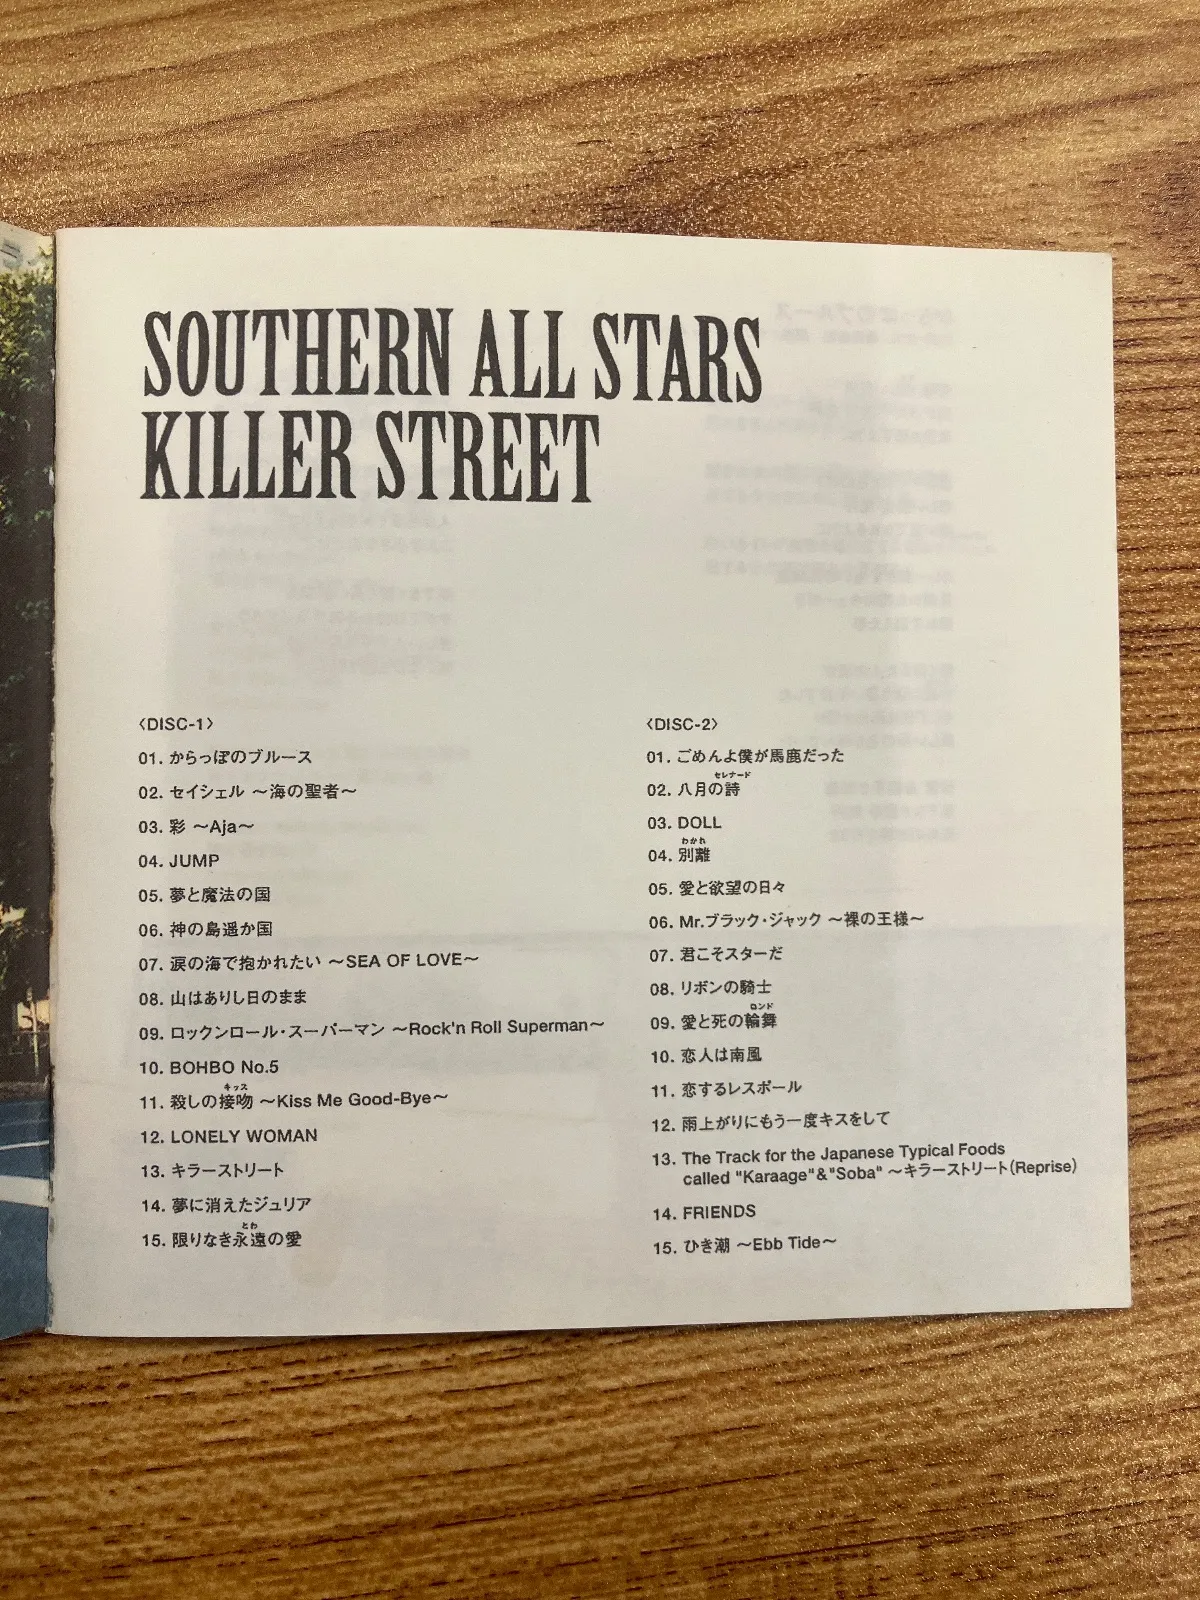 SOUTHERN ALL STARS
KILLER STREET
〈DISC-1〉
01. からっぽのブルース
02. セイシェル 〜海の聖者〜
03. 彩 〜Aja〜
04. JUMP
05. 夢と魔法の国
06. 神の島遥か国
07. 涙の海で抱かれたい 〜SEA OF LOVE〜
08. 山はありし日のまま
09. ロックンロール・スーパーマン 〜Rock'n Roll Superman〜
10. BOHBO No.5
キッス
11. 殺しの接吻 〜Kiss Me Good-Bye〜
12. LONELY WOMAN
13. キラーストリート
14. 夢に消えたジュリア
とわ
15. 限りなき永遠の愛
〈DISC-2〉
01. ごめんよ僕が馬鹿だった
セレナード
02. 八月の詩
03. DOLL
わかれ
04. 別離
05. 愛と欲望の日々
06. Mr.ブラック・ジャック 〜裸の王様〜
07. 君こそスターだ
08. リボンの騎士
ロンド
09. 愛と死の輪舞
10. 恋人は南風
11. 恋するレスポール
12. 雨上がりにもう一度キスをして
13. The Track for the Japanese Typical Foods
called "Karaage"&"Soba" 〜キラーストリート(Reprise)
14. FRIENDS
15. ひき潮 〜Ebb Tide〜